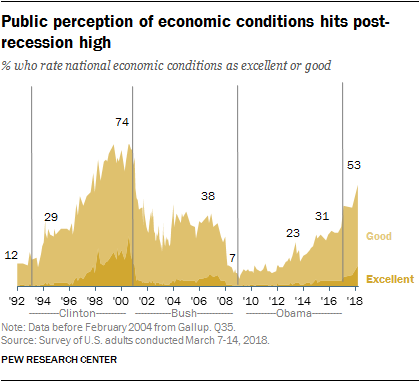 Public perception of economic conditions hits post-
recession high
% who rate national economic conditions as excellent or good
74
53
38
29
31
23
12
7
Good
Excellent
'92 '94 '96 '98 '00 '02 '04 '06 '08 '10 '12 '14 '16 '18
Clinton Bush Obama
Note: Data before February 2004 from Gallup. Q35.
Source: Survey of U.S. adults conducted March 7-14, 2018.
PEW RESEARCH CENTER